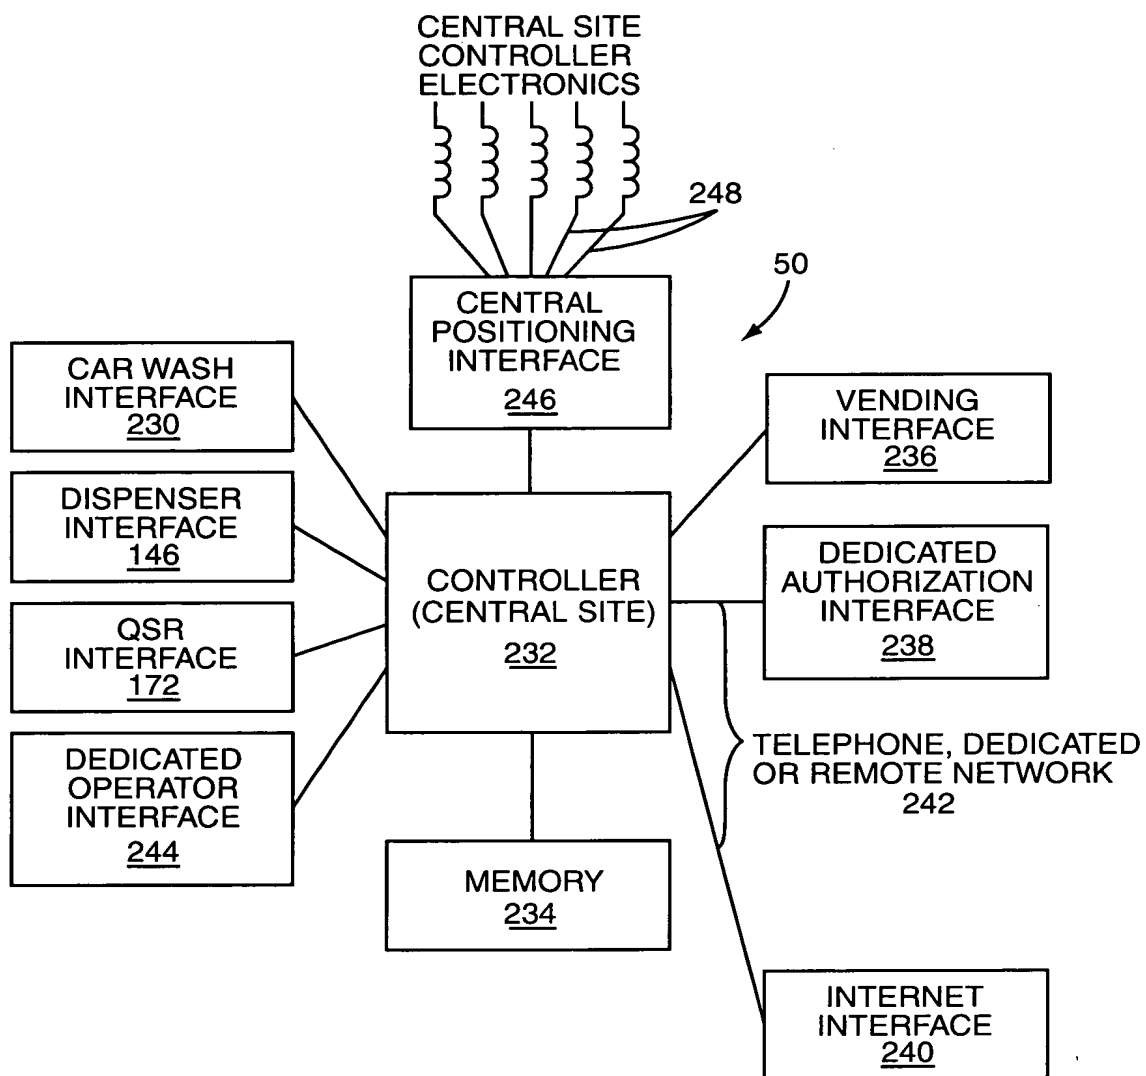 CENTRAL SITE
CONTROLLER
ELECTRONICS
248
50
CENTRAL
POSITIONING
INTERFACE
246
CAR WASH
INTERFACE
230
VENDING
INTERFACE
236
DISPENSER
INTERFACE
146
CONTROLLER
(CENTRAL SITE)
232
DEDICATED
AUTHORIZATION
INTERFACE
238
QSR
INTERFACE
172
DEDICATED
OPERATOR
INTERFACE
244
TELEPHONE, DEDICATED
OR REMOTE NETWORK
242
MEMORY
234
INTERNET
INTERFACE
240